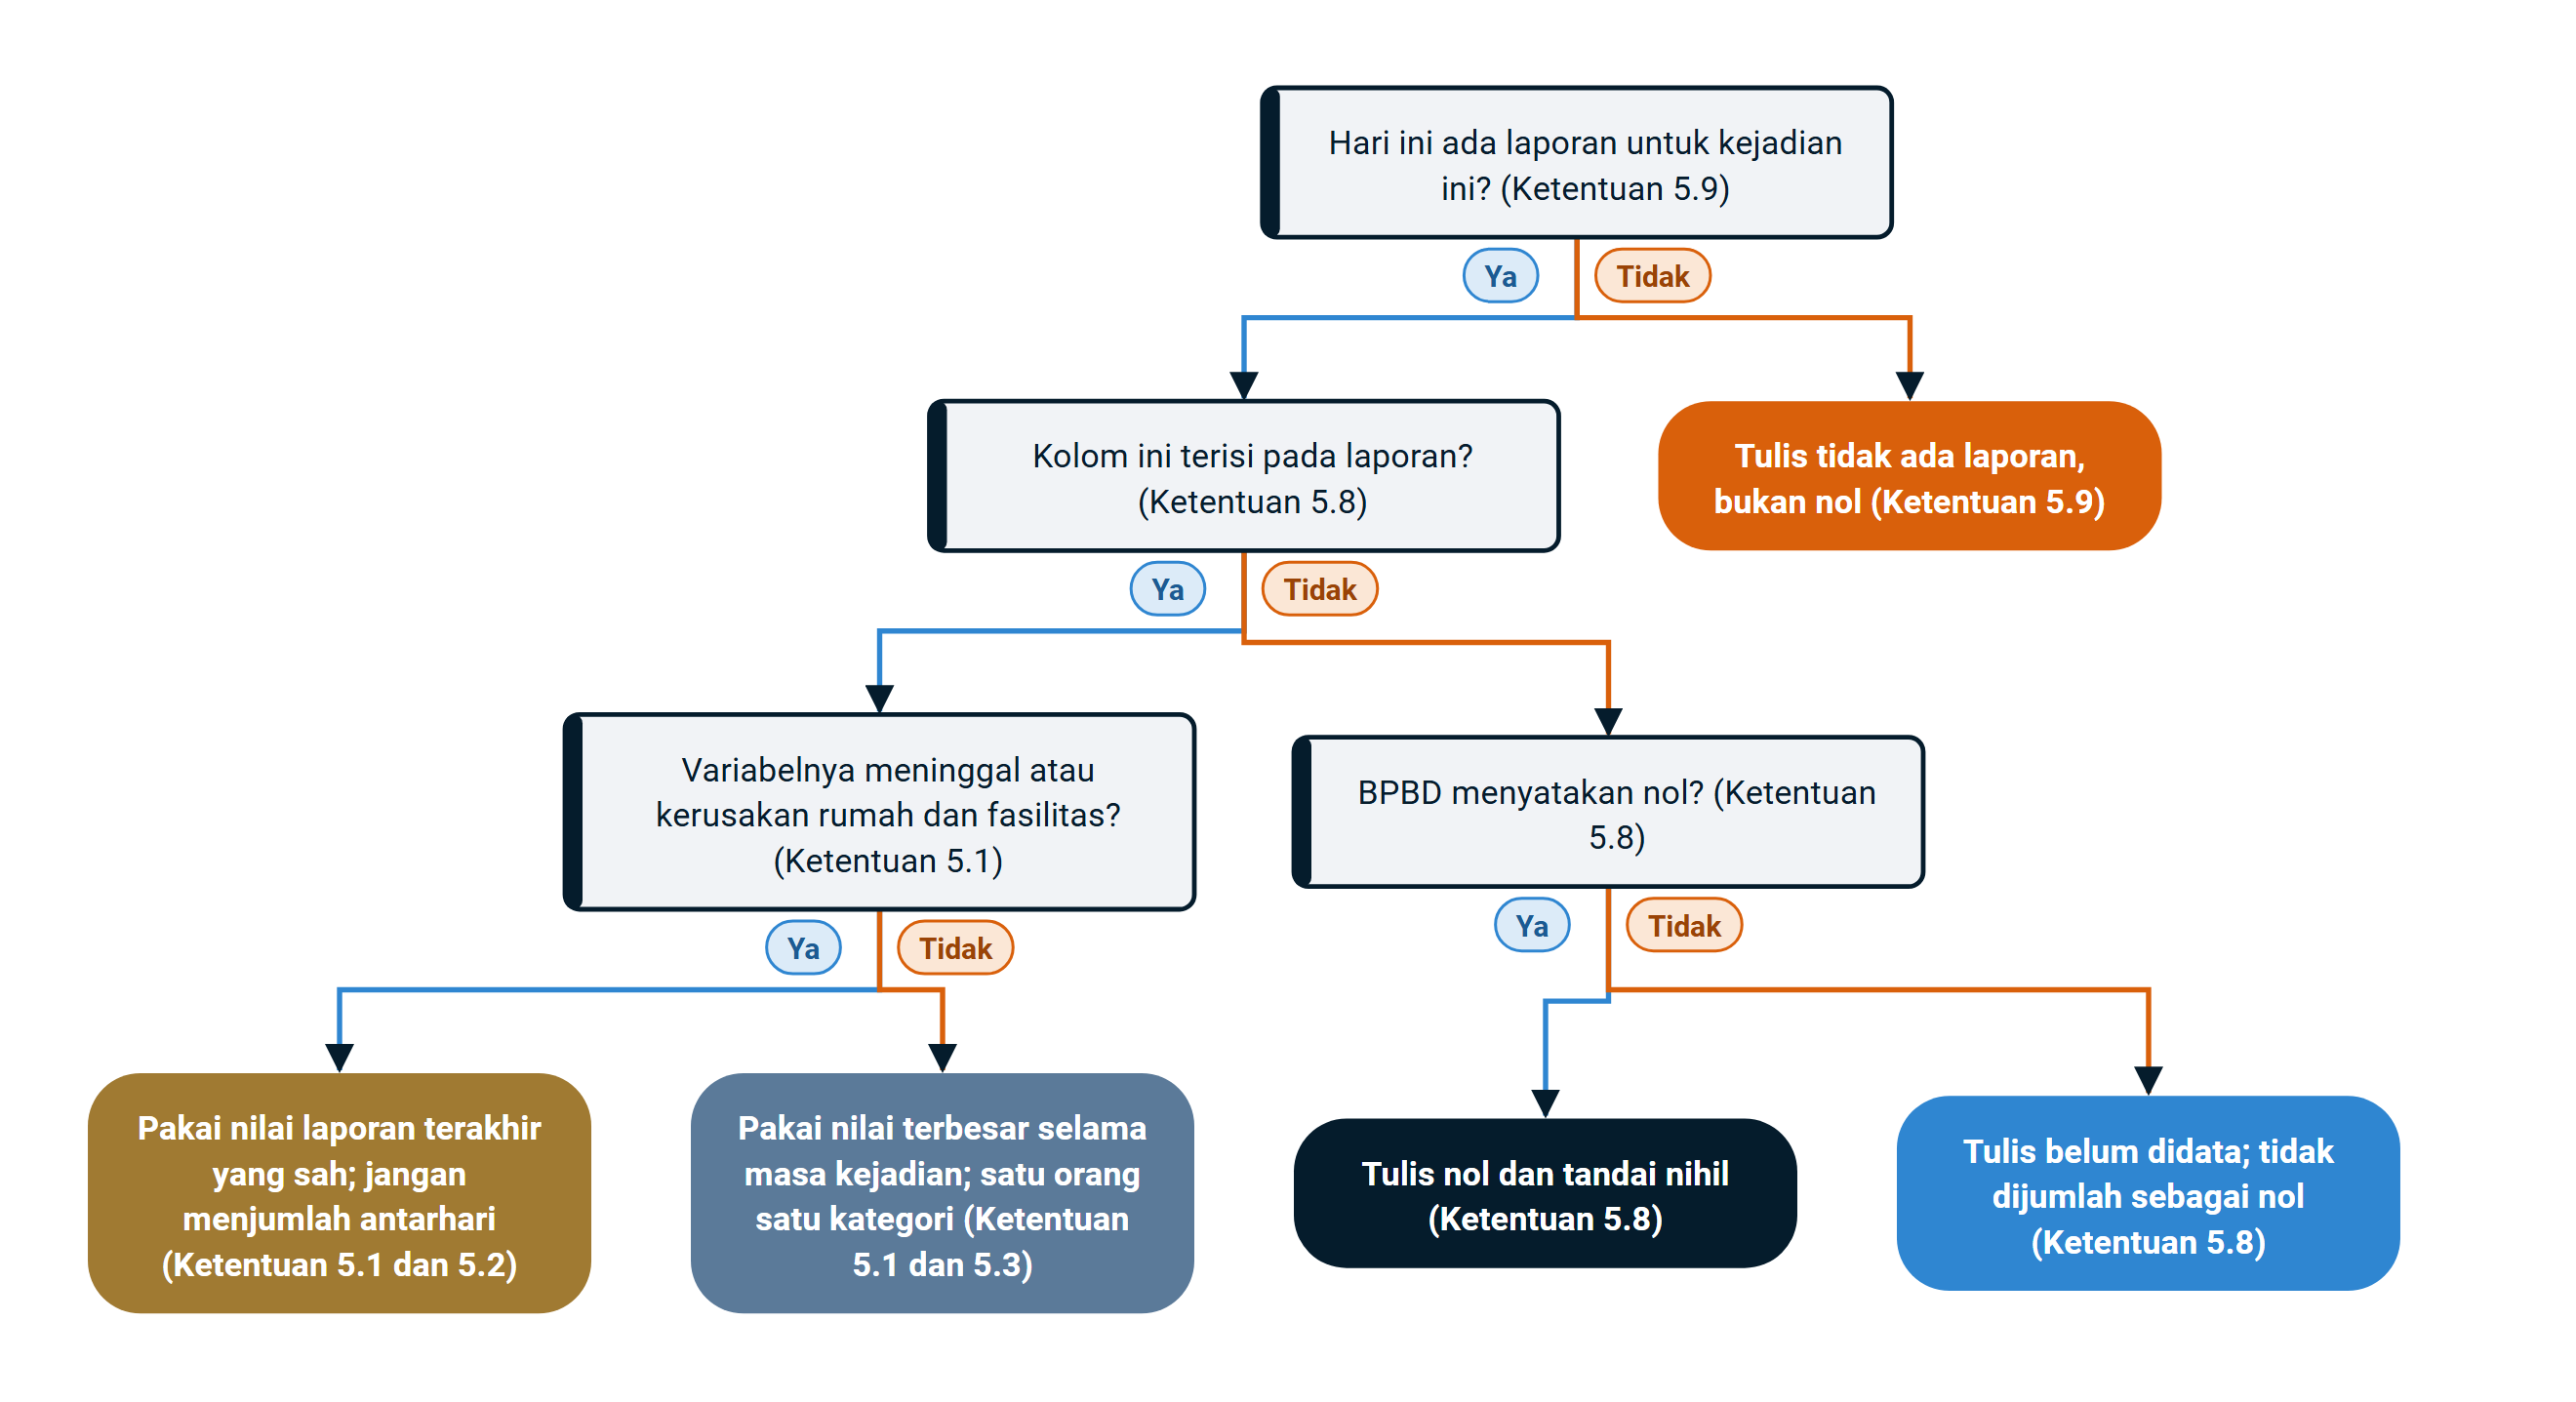 Hari ini ada laporan untuk kejadian
ini? (Ketentuan 5.9)
Ya
Tidak
Kolom ini terisi pada laporan?
(Ketentuan 5.8)
Tulis tidak ada laporan,
bukan nol (Ketentuan 5.9)
Ya
Tidak
Variabelnya meninggal atau
kerusakan rumah dan fasilitas?
(Ketentuan 5.1)
BPBD menyatakan nol? (Ketentuan
5.8)
Ya
Tidak
Ya
Tidak
Pakai nilai laporan terakhir
yang sah; jangan
menjumlah antarhari
(Ketentuan 5.1 dan 5.2)
Pakai nilai terbesar selama
masa kejadian; satu orang
satu kategori (Ketentuan
5.1 dan 5.3)
Tulis nol dan tandai nihil
(Ketentuan 5.8)
Tulis belum didata; tidak
dijumlah sebagai nol
(Ketentuan 5.8)